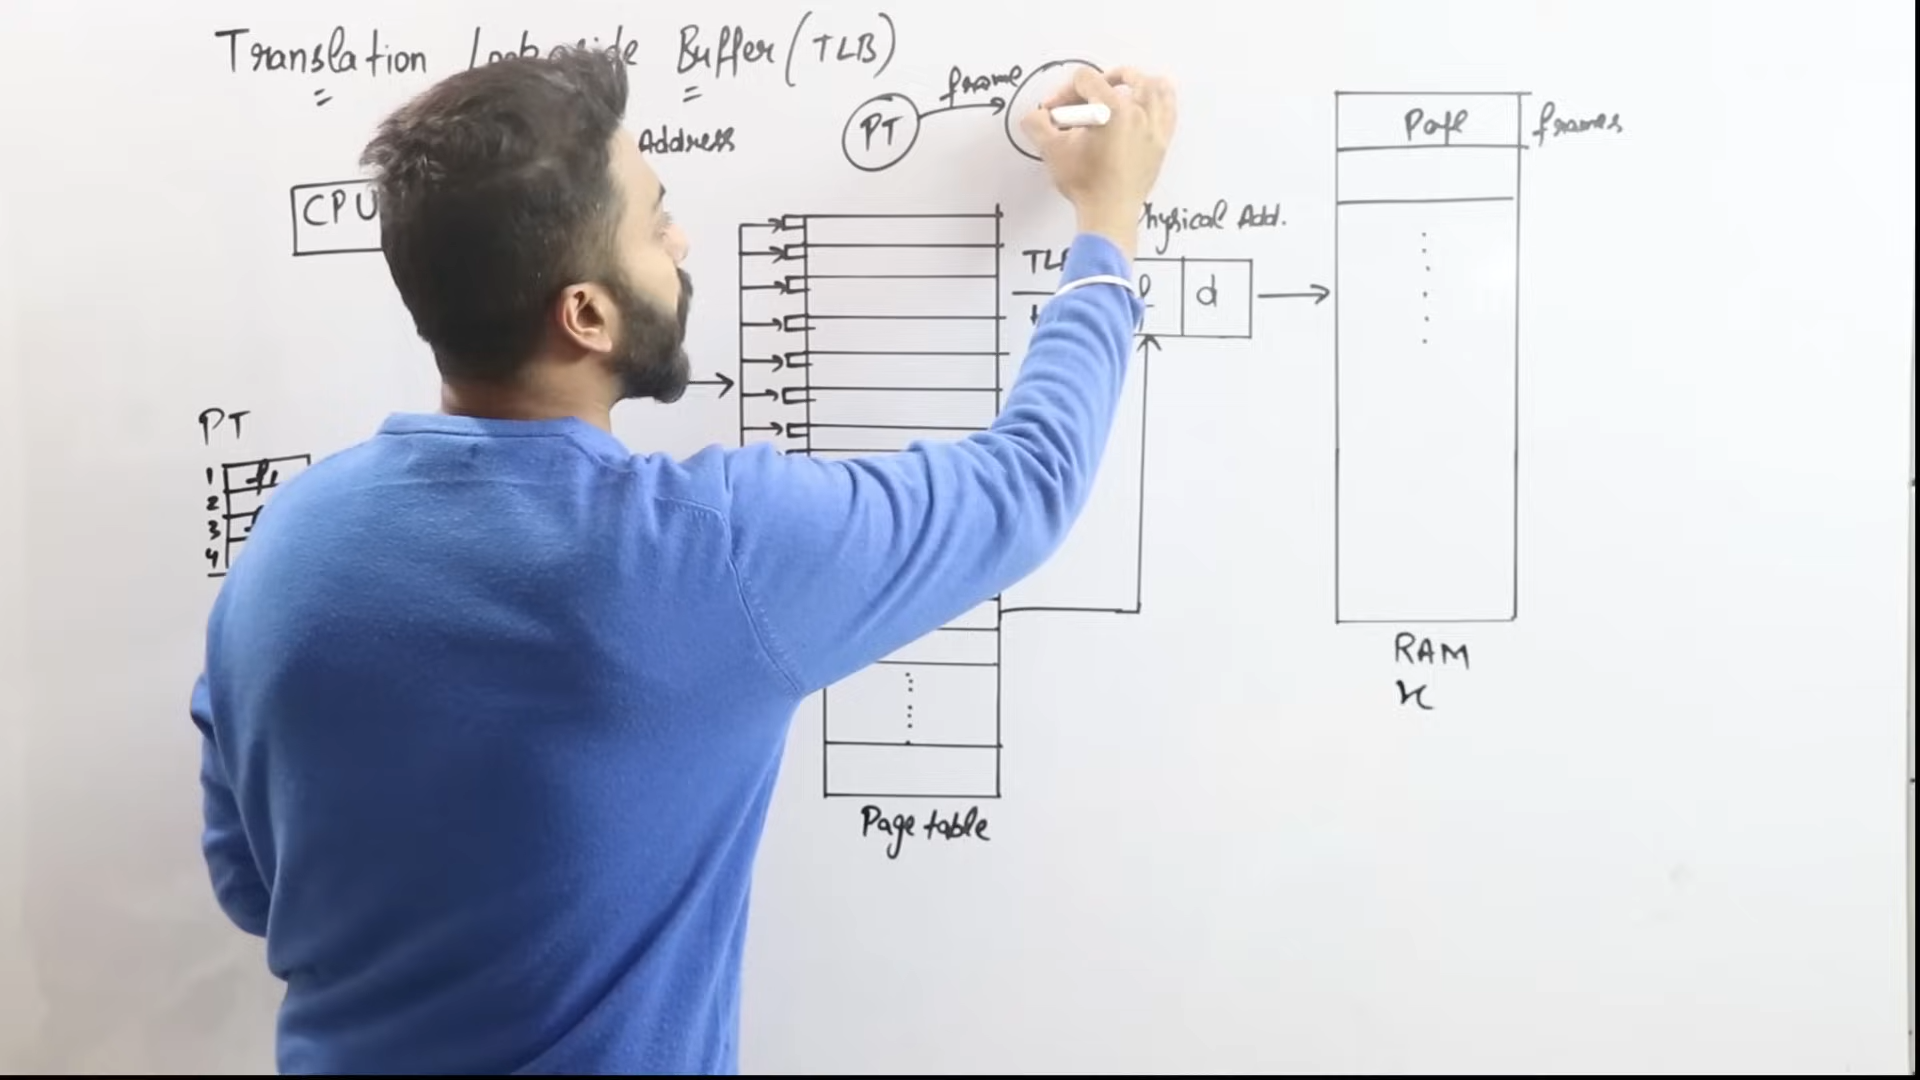 Translation Buffer (TLB)
frame
PT
Address
CPU
Page
frames
Physical Add.
d
PT
1 f1
2
3
4
RAM
x
Page table